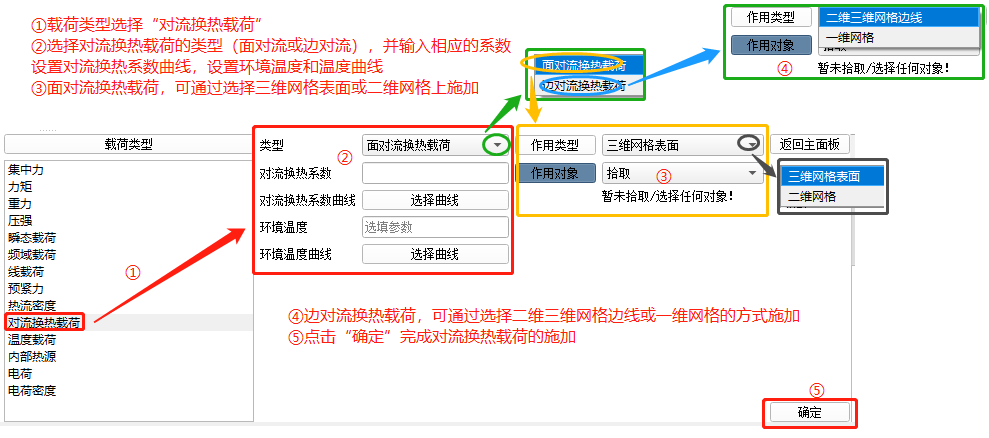 ①载荷类型选择“对流换热载荷”
②选择对流换热载荷的类型（面对流或边对流），并输入相应的系数
设置对流换热系数曲线，设置环境温度和温度曲线
③面对流换热载荷，可通过选择三维网格表面或二维网格上施加
面对流换热载荷
边对流换热载荷
作用类型
二维三维网格边线
一维网格
作用对象
拾取
④
暂未拾取/选择任何对象!
载荷类型
集中力
力矩
重力
压强
瞬态载荷
频域载荷
线载荷
预紧力
热流密度
对流换热载荷
温度载荷
内部热源
电荷
电荷密度
①
类型
面对流换热载荷
②
对流换热系数
对流换热系数曲线
选择曲线
环境温度
选填参数
环境温度曲线
选择曲线
作用类型
三维网格表面
作用对象
拾取
③
暂未拾取/选择任何对象!
返回主面板
三维网格表面
二维网格
④边对流换热载荷，可通过选择二维三维网格边线或一维网格的方式施加
⑤点击“确定”完成对流换热载荷的施加
⑤
确定